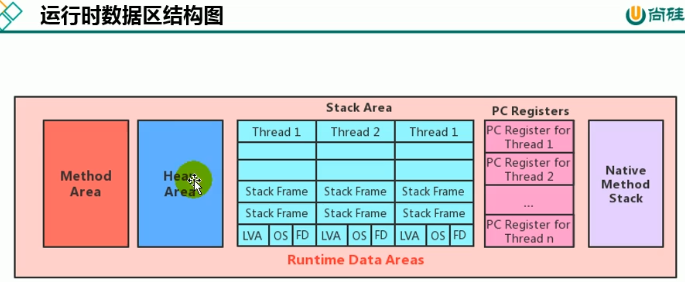 运行时数据区结构图
尚硅
Stack Area
PC Registers
Method
Area
Heap
Area
Thread 1
Thread 2
Thread 1
Stack Frame
Stack Frame
Stack Frame
Stack Frame
Stack Frame
Stack Frame
LVA
OS
FD
LVA
OS
FD
LVA
OS
FD
PC Register for
Thread 1
PC Register for
Thread 2
...
PC Register for
Thread n
Native
Method
Stack
Runtime Data Areas